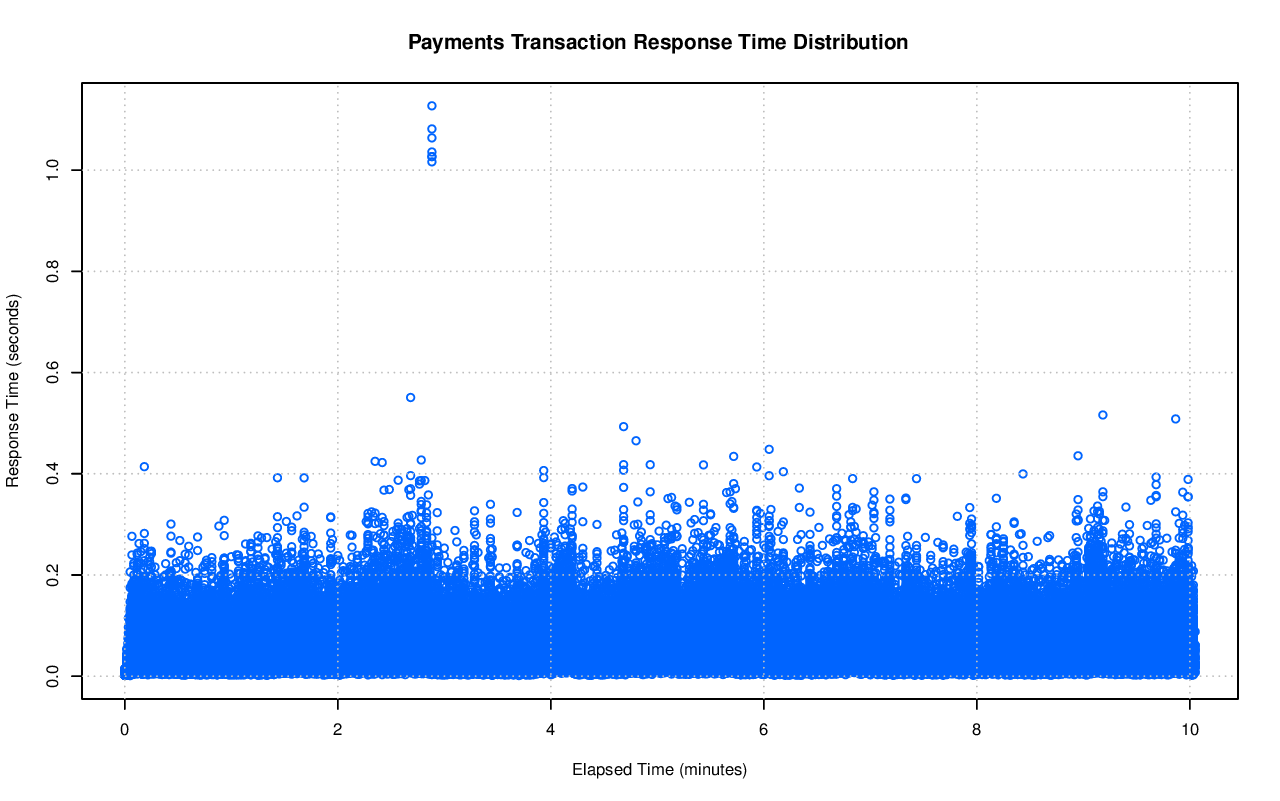 Payments Transaction Response Time Distribution
Response Time (seconds)
1.0
0.8
0.6
0.4
0.2
0.0
0 2 4 6 8 10
Elapsed Time (minutes)